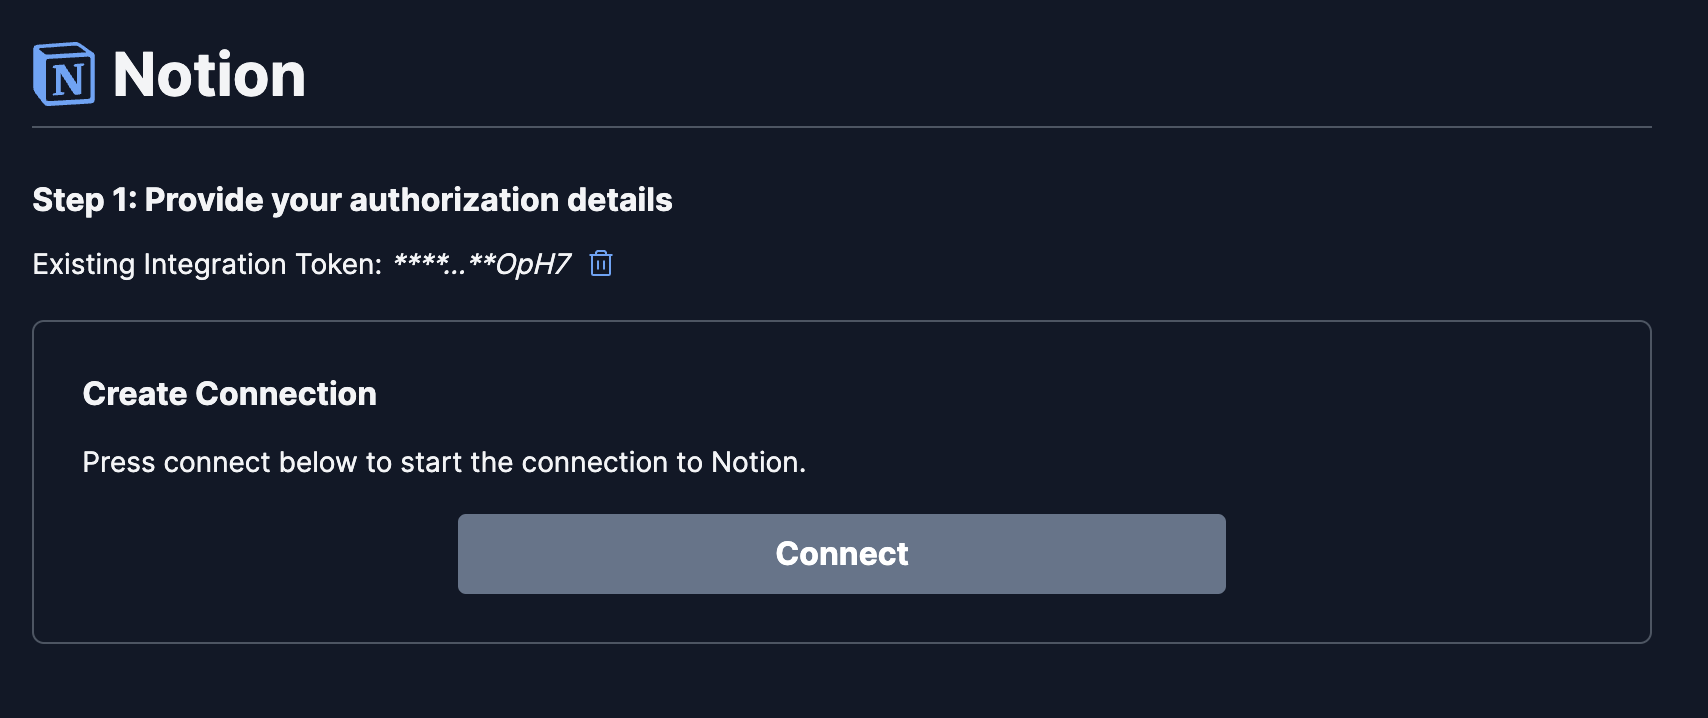 Notion
Step 1: Provide your authorization details
Existing Integration Token: ****...**OpH7
Create Connection
Press connect below to start the connection to Notion.
Connect